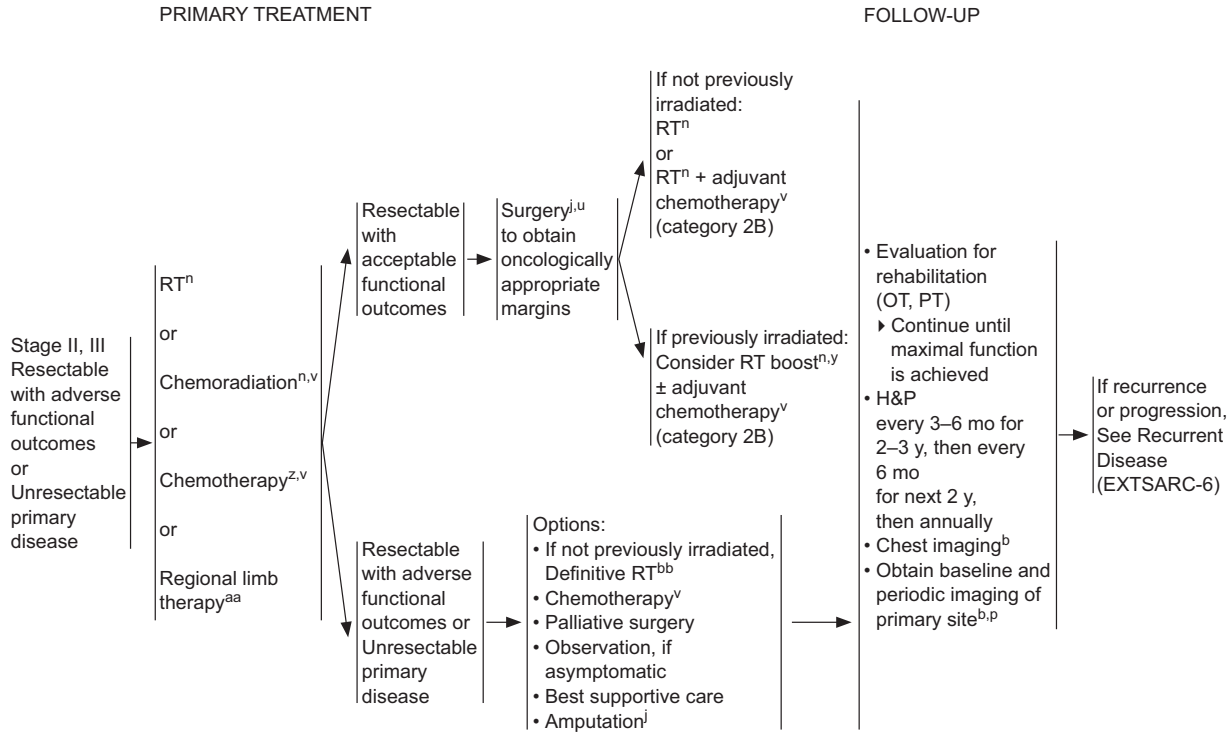 PRIMARY TREATMENT
FOLLOW-UP
Stage II, III
Resectable
with adverse
functional
outcomes
or
Unresectable
primary
disease
RTⁿ
or
Chemoradiationⁿ,ᵛ
or
Chemotherapyᶻ,ᵛ
or
Regional limb
therapyᵃᵃ
Resectable
with
acceptable
functional
outcomes
Surgeryʲ,ᵘ
to obtain
oncologically
appropriate
margins
If not previously
irradiated:
RTⁿ
or
RTⁿ + adjuvant
chemotherapyᵛ
(category 2B)
If previously irradiated:
Consider RT boostⁿ,ʸ
± adjuvant
chemotherapyᵛ
(category 2B)
Resectable
with adverse
functional
outcomes or
Unresectable
primary
disease
Options:
• If not previously irradiated,
Definitive RTᵇᵇ
• Chemotherapyᵛ
• Palliative surgery
• Observation, if
asymptomatic
• Best supportive care
• Amputationʲ
• Evaluation for
rehabilitation
(OT, PT)
▸ Continue until
maximal function
is achieved
• H&P
every 3–6 mo for
2–3 y, then every
6 mo
for next 2 y,
then annually
• Chest imagingᵇ
• Obtain baseline and
periodic imaging of
primary siteᵇ,ᵖ
If recurrence
or progression,
See Recurrent
Disease
(EXTSARC-6)